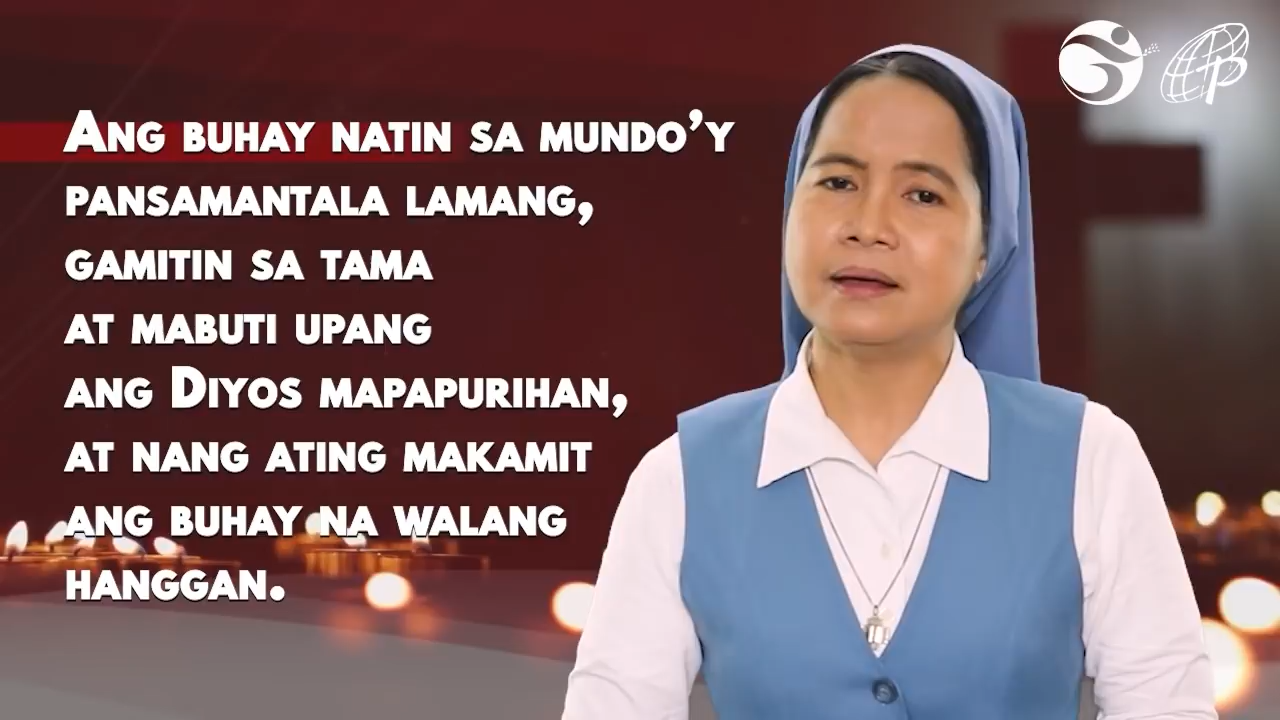 Ang buhay natin sa mundo’y
pansamantala lamang,
gamitin sa tama
at mabuti upang
ang Diyos mapapurihan,
at nang ating makamit
ang buhay na walang
hanggan.